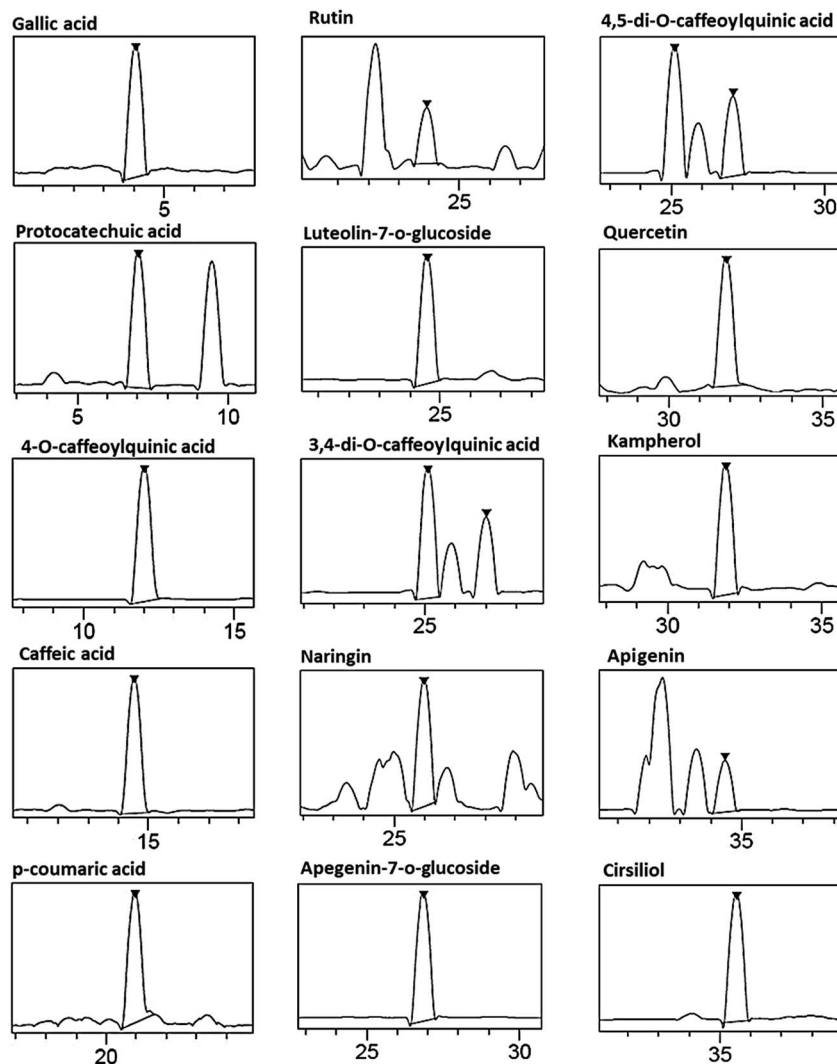 Gallic acid
Rutin
4,5-di-O-caffeoylquinic acid
5
25
25 30
Protocatechuic acid
Luteolin-7-o-glucoside
Quercetin
5 10
25
30 35
4-O-caffeoylquinic acid
3,4-di-O-caffeoylquinic acid
Kampherol
10 15
25
30 35
Caffeic acid
Naringin
Apigenin
15
25
35
p-coumaric acid
Apegenin-7-o-glucoside
Cirsiliol
20
25 30
35